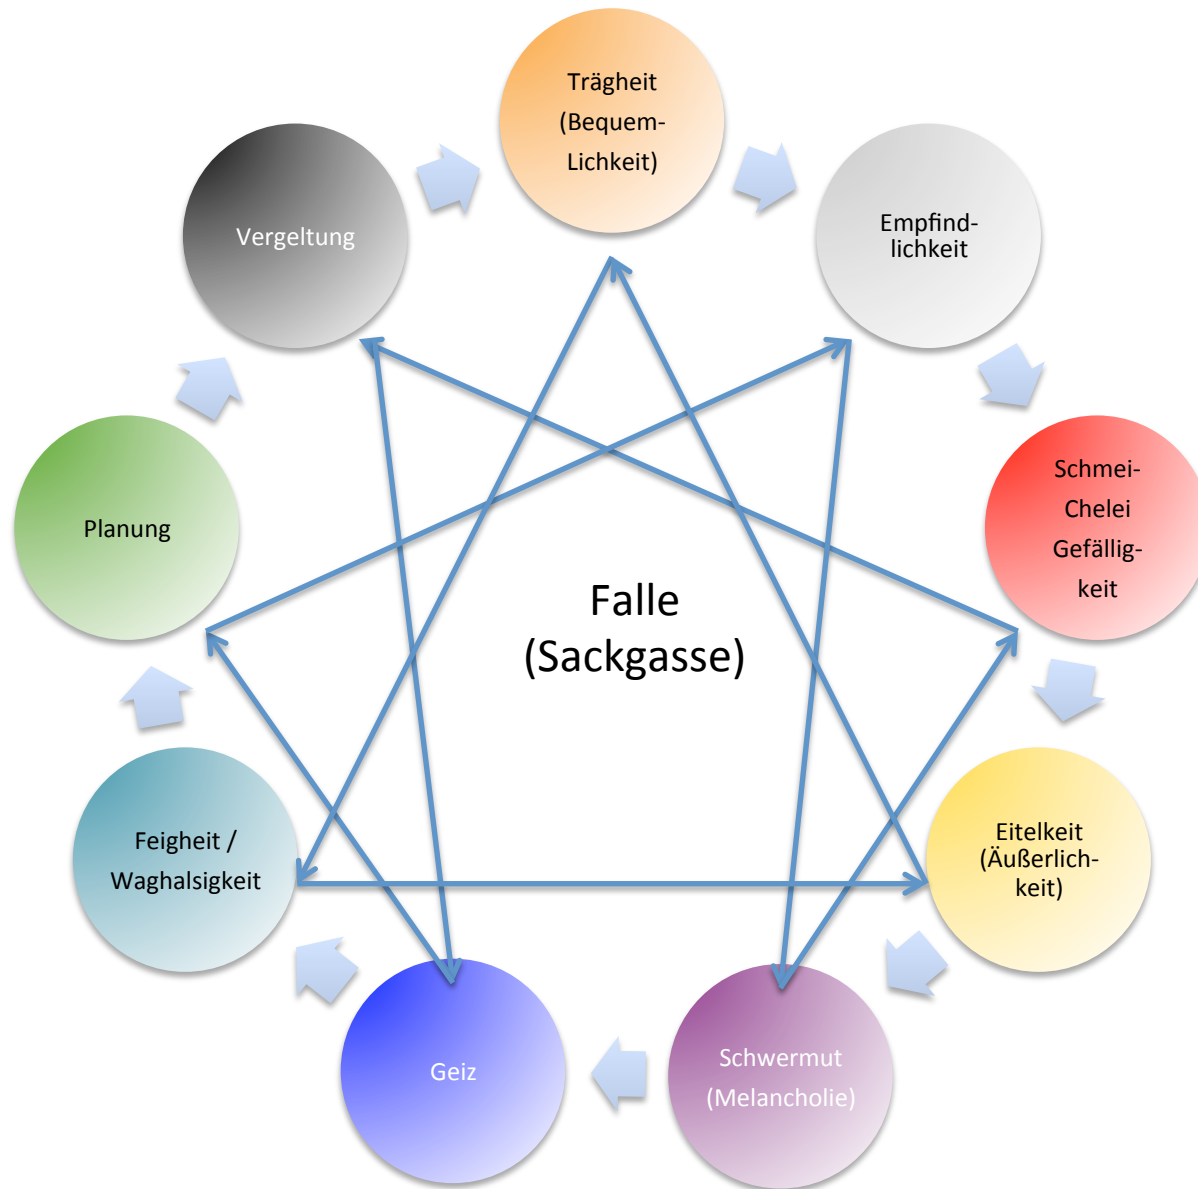 Trägheit
(Bequem-
Lichkeit)
Empfind-
lichkeit
Schmei-
Chelei
Gefällig-
keit
Eitelkeit
(Äußerlich-
keit)
Schwermut
(Melancholie)
Geiz
Feigheit /
Waghalsigkeit
Planung
Vergeltung
Falle
(Sackgasse)